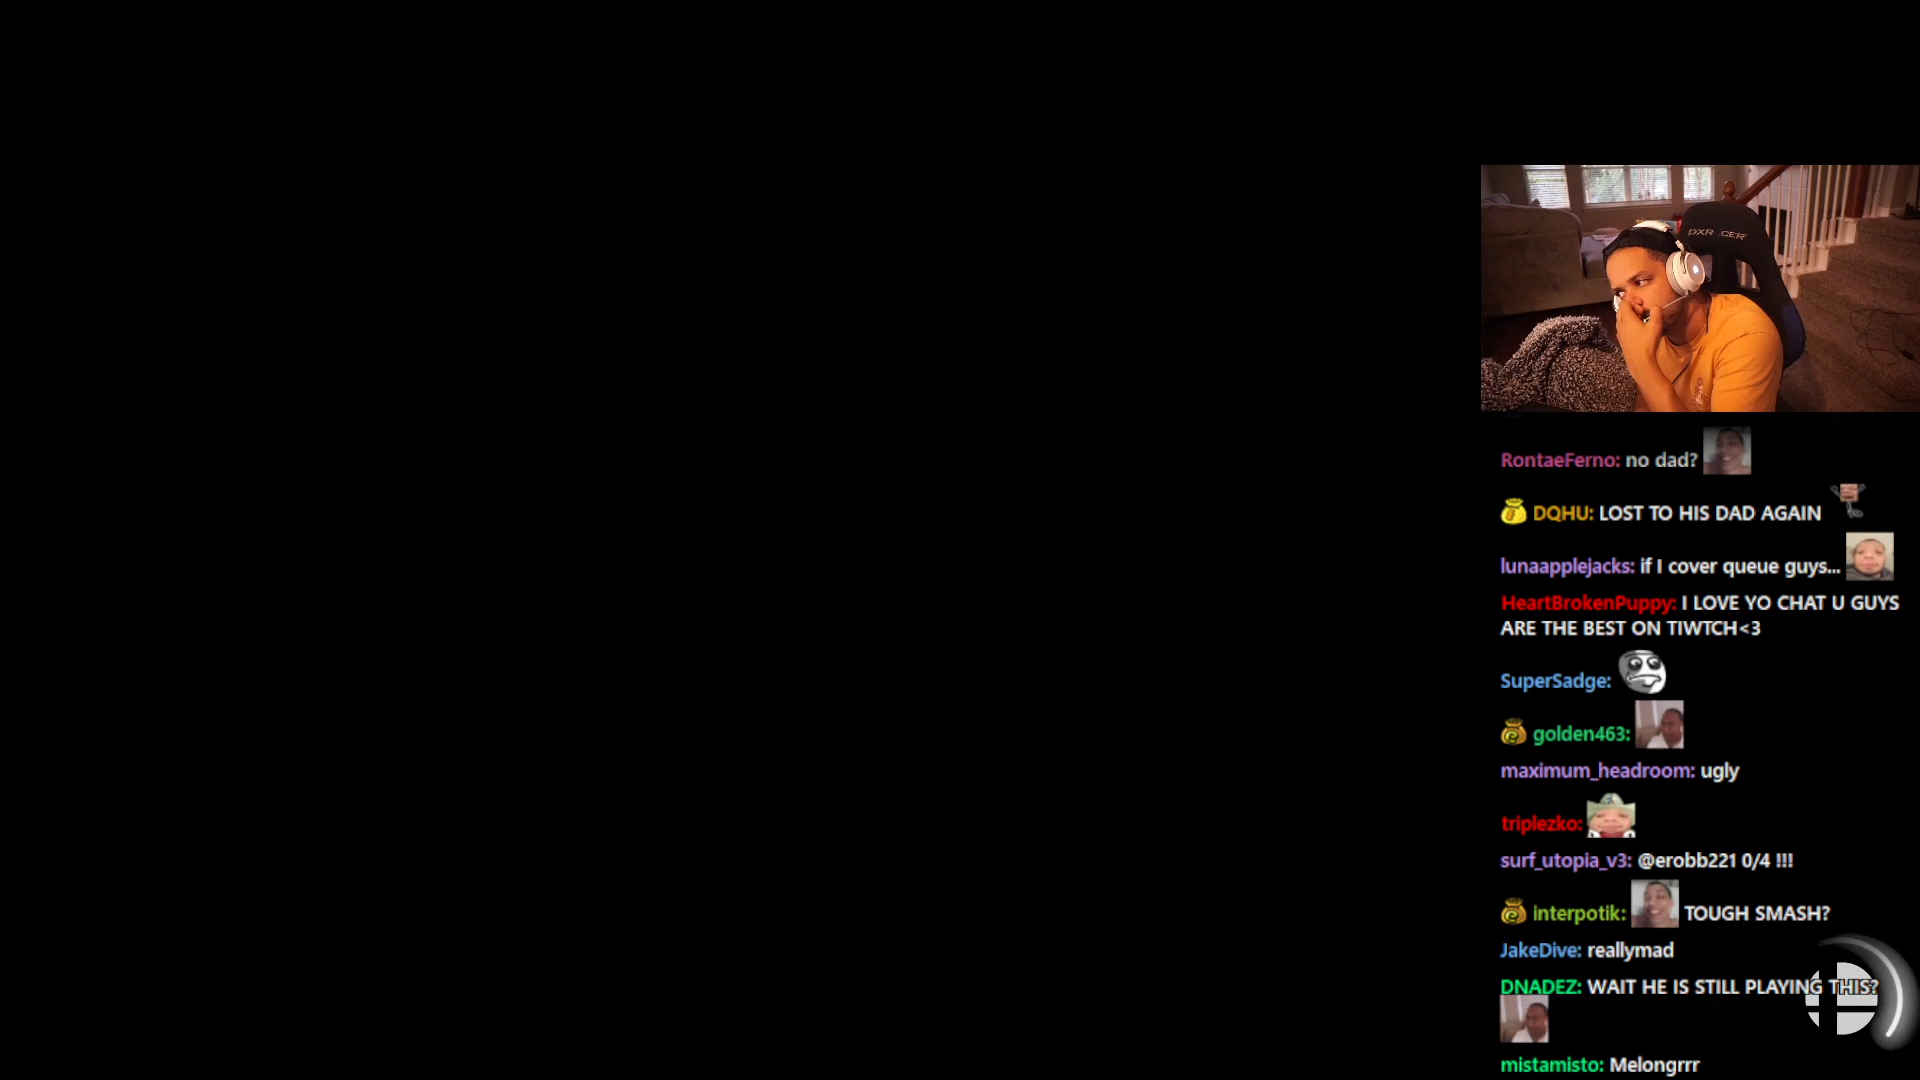 DXRACER
RontaeFerno: no dad?
DQHU: LOST TO HIS DAD AGAIN
lunaapplejacks: if I cover queue guys...
HeartBrokenPuppy: I LOVE YO CHAT U GUYS
ARE THE BEST ON TIWTCH<3
SuperSadge:
golden463:
maximum_headroom: ugly
triplezko:
surf_utopia_v3: @erobb221 0/4 !!!
interpotik: TOUGH SMASH?
JakeDive: reallymad
DNADEZ: WAIT HE IS STILL PLAYING THIS?
mistamisto: Melongrrr